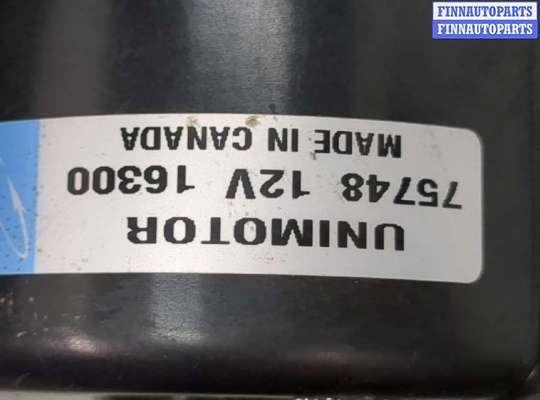 FINNAUTOPARTS
FINNAUTOPARTS
UNIMOTOR
75748 12V 16300
MADE IN CANADA